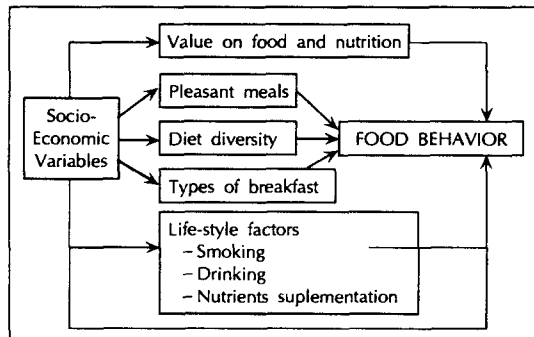 Value on food and nutrition
Pleasant meals
Socio-
Economic
Variables
Diet diversity
FOOD BEHAVIOR
Types of breakfast
Life-style factors
– Smoking
– Drinking
– Nutrients suplementation